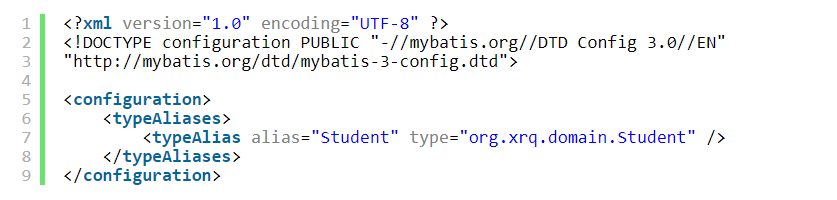 1 <?xml version="1.0" encoding="UTF-8" ?>
2 <!DOCTYPE configuration PUBLIC "-//mybatis.org//DTD Config 3.0//EN"
3 "http://mybatis.org/dtd/mybatis-3-config.dtd">
4
5 <configuration>
6     <typeAliases>
7         <typeAlias alias="Student" type="org.xrq.domain.Student" />
8     </typeAliases>
9 </configuration>